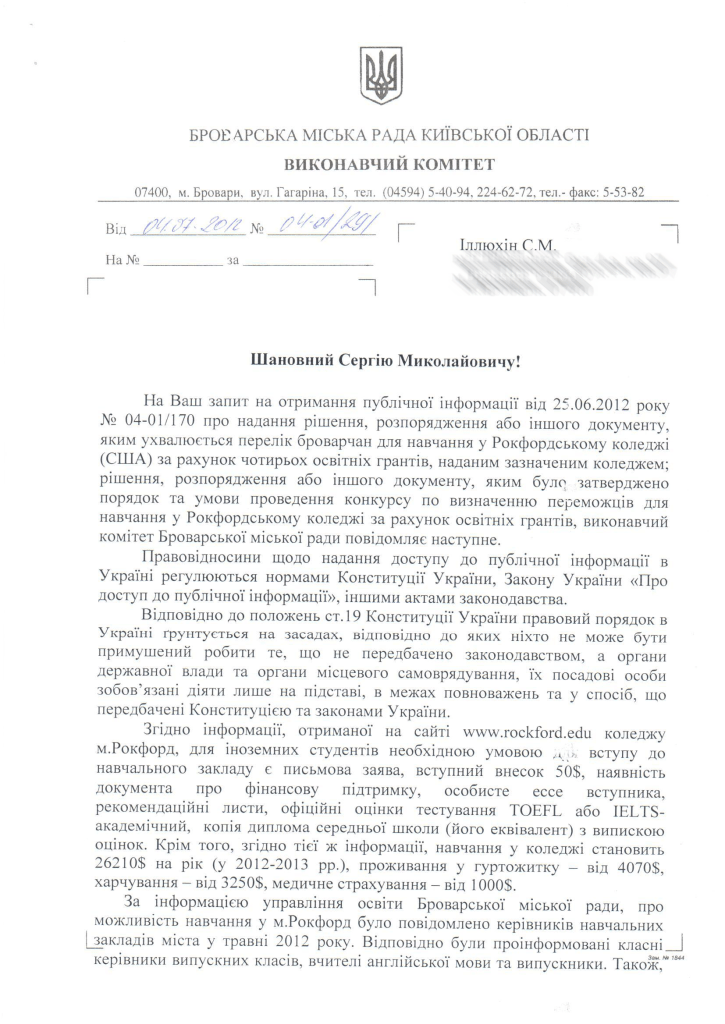 БРОВАРСЬКА МІСЬКА РАДА КИЇВСЬКОЇ ОБЛАСТІ
ВИКОНАВЧИЙ КОМІТЕТ
07400, м. Бровари, вул. Гагаріна, 15, тел. (04594) 5-40-94, 224-62-72, тел.- факс: 5-53-82
Від 04.07.2012 № 04-01/291
На № ____________ за ____________________
Іллюхін С.М.
Шановний Сергію Миколайовичу!
На Ваш запит на отримання публічної інформації від 25.06.2012 року
№ 04-01/170 про надання рішення, розпорядження або іншого документу,
яким ухвалюється перелік броварчан для навчання у Рокфордському коледжі
(США) за рахунок чотирьох освітніх грантів, наданим зазначеним коледжем;
рішення, розпорядження або іншого документу, яким було затверджено
порядок та умови проведення конкурсу по визначенню переможців для
навчання у Рокфордському коледжі за рахунок освітніх грантів, виконавчий
комітет Броварської міської ради повідомляє наступне.
Правовідносини щодо надання доступу до публічної інформації в
Україні регулюються нормами Конституції України, Закону України «Про
доступ до публічної інформації», іншими актами законодавства.
Відповідно до положень ст.19 Конституції України правовий порядок в
Україні ґрунтується на засадах, відповідно до яких ніхто не може бути
примушений робити те, що не передбачено законодавством, а органи
державної влади та органи місцевого самоврядування, їх посадові особи
зобов’язані діяти лише на підставі, в межах повноважень та у спосіб, що
передбачені Конституцією та законами України.
Згідно інформації, отриманої на сайті www.rockford.edu коледжу
м.Рокфорд, для іноземних студентів необхідною умовою для вступу до
навчального закладу є письмова заява, вступний внесок 50$, наявність
документа про фінансову підтримку, особисте ессе вступника,
рекомендаційні листи, офіційні оцінки тестування TOEFL або IELTS-
академічний, копія диплома середньої школи (його еквівалент) з випискою
оцінок. Крім того, згідно тієї ж інформації, навчання у коледжі становить
26210$ на рік (у 2012-2013 рр.), проживання у гуртожитку – від 4070$,
харчування – від 3250$, медичне страхування – від 1000$.
За інформацією управління освіти Броварської міської ради, про
можливість навчання у м.Рокфорд було повідомлено керівників навчальних
закладів міста у травні 2012 року. Відповідно були проінформовані класні
керівники випускних класів, вчителі англійської мови та випускники. Також,
Зам. № 1844